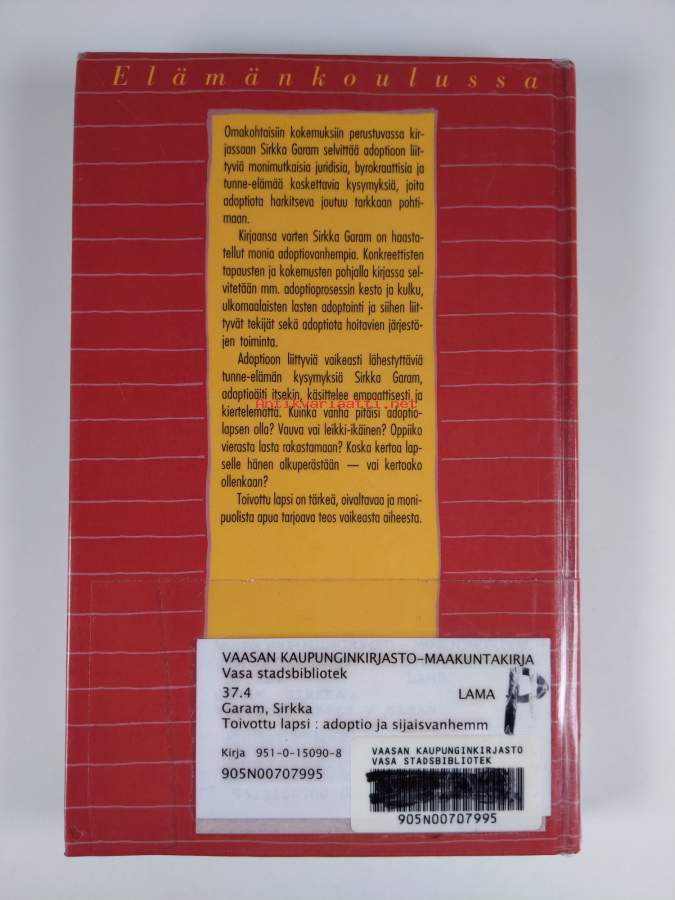 Elämänkoulussa
Omakohtaisiin kokemuksiin perustuvassa kir-
jassaan Sirkka Garam selvittää adoptioon liit-
tyviä monimutkaisia juridisia, byrokraattisia ja
tunne-elämää koskettavia kysymyksiä, joita
adoptiota harkitseva joutuu tarkkaan pohti-
maan.
Kirjaansa varten Sirkka Garam on haasta-
tellut monia adoptiovanhempia. Konkreettisten
tapausten ja kokemusten pohjalla kirjassa sel-
vitetään mm. adoptioprosessin kesto ja kulku,
ulkomaalaisten lasten adoptointi ja siihen liit-
tyvät tekijät sekä adoptiota hoitavien järjestö-
jen toiminta.
Adoptioon liittyviä vaikeasti lähestyttäviä
tunne-elämän kysymyksiä Sirkka Garam,
adoptioäiti itsekin, käsittelee empaattisesti ja
Antikvariaatti.net
kiertelemättä. Kuinka vanha pitäisi adoptio-
lapsen olla? Vauva vai leikki-ikäinen? Oppiiko
vierasta lasta rakastamaan? Koska kertoa lap-
selle hänen alkuperästään — vai kertoako
ollenkaan?
Toivottu lapsi on tärkeä, oivaltavaa ja moni-
puolista apua tarjoava teos vaikeasta aiheesta.
VAASAN KAUPUNGINKIRJASTO-MAAKUNTAKIRJA
Vasa stadsbibliotek
37.4 LAMA
Garam, Sirkka
Toivottu lapsi : adoptio ja sijaisvanhemm
Kirja 951-0-15090-8
905N00707995
VAASAN KAUPUNGINKIRJASTO
VASA STADSBIBLIOTEK
905N00707995